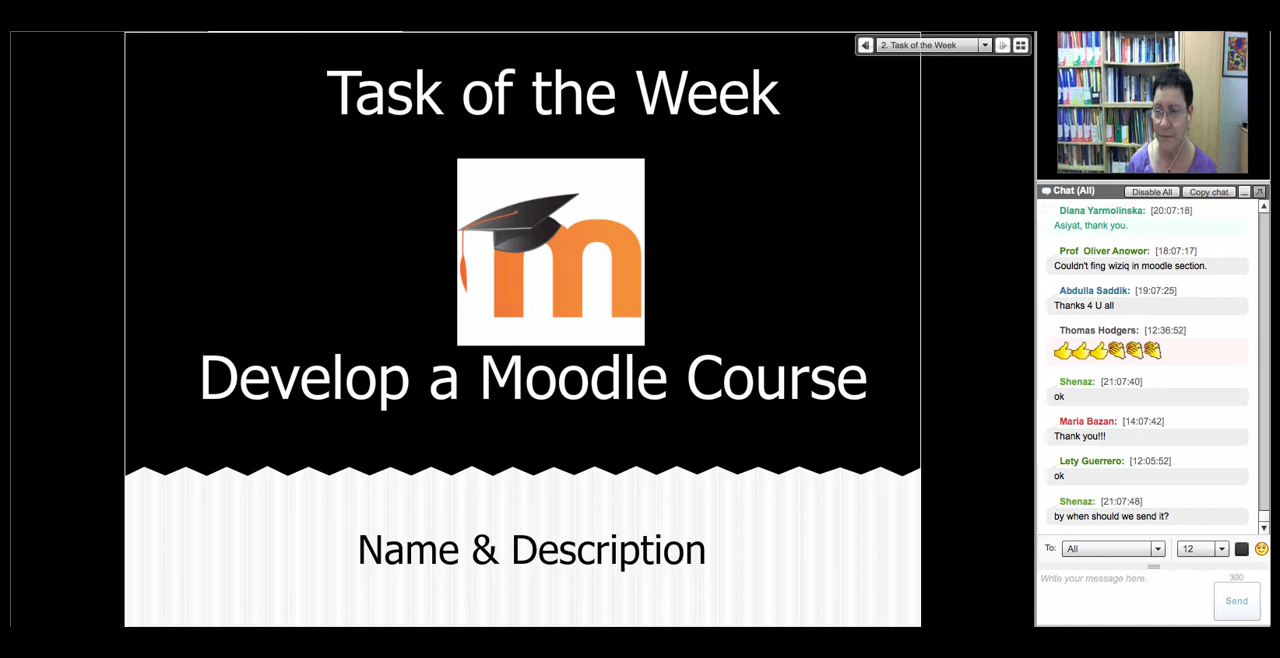 Task of the Week
m
Develop a Moodle Course
Name & Description
2. Task of the Week
Chat (All)
Disable All
Copy chat
Diana Yarmolinska: [20:07:18]
Asiyat, thank you.
Prof Oliver Anowor: [18:07:17]
Couldn't fing wiziq in moodle section.
Abdulla Saddik: [19:07:25]
Thanks 4 U all
Thomas Hodgers: [12:36:52]
Shenaz: [21:07:40]
ok
Maria Bazan: [14:07:42]
Thank you!!!
Lety Guerrero: [12:05:52]
ok
Shenaz: [21:07:48]
by when should we send it?
To: All 12
Write your message here. 300
Send